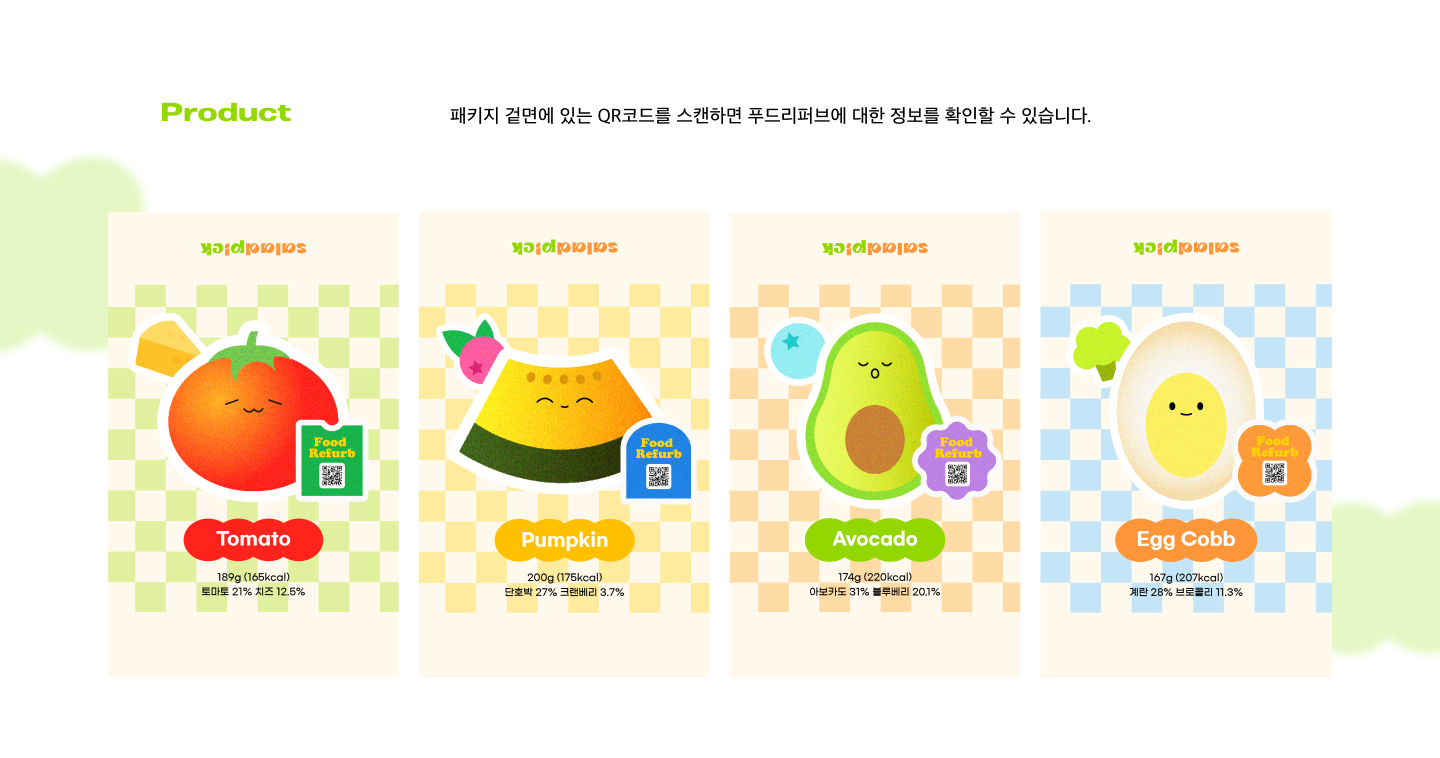 Product
패키지 겉면에 있는 QR코드를 스캔하면 푸드리퍼브에 대한 정보를 확인할 수 있습니다.
saladpick
Food
Refurb
Tomato
189g (165kcal)
토마토 21% 치즈 12.5%
saladpick
Food
Refurb
Pumpkin
200g (175kcal)
단호박 27% 크랜베리 3.7%
saladpick
Food
Refurb
Avocado
174g (220kcal)
아보카도 31% 블루베리 20.1%
saladpick
Food
Refurb
Egg Cobb
167g (207kcal)
계란 28% 브로콜리 11.3%